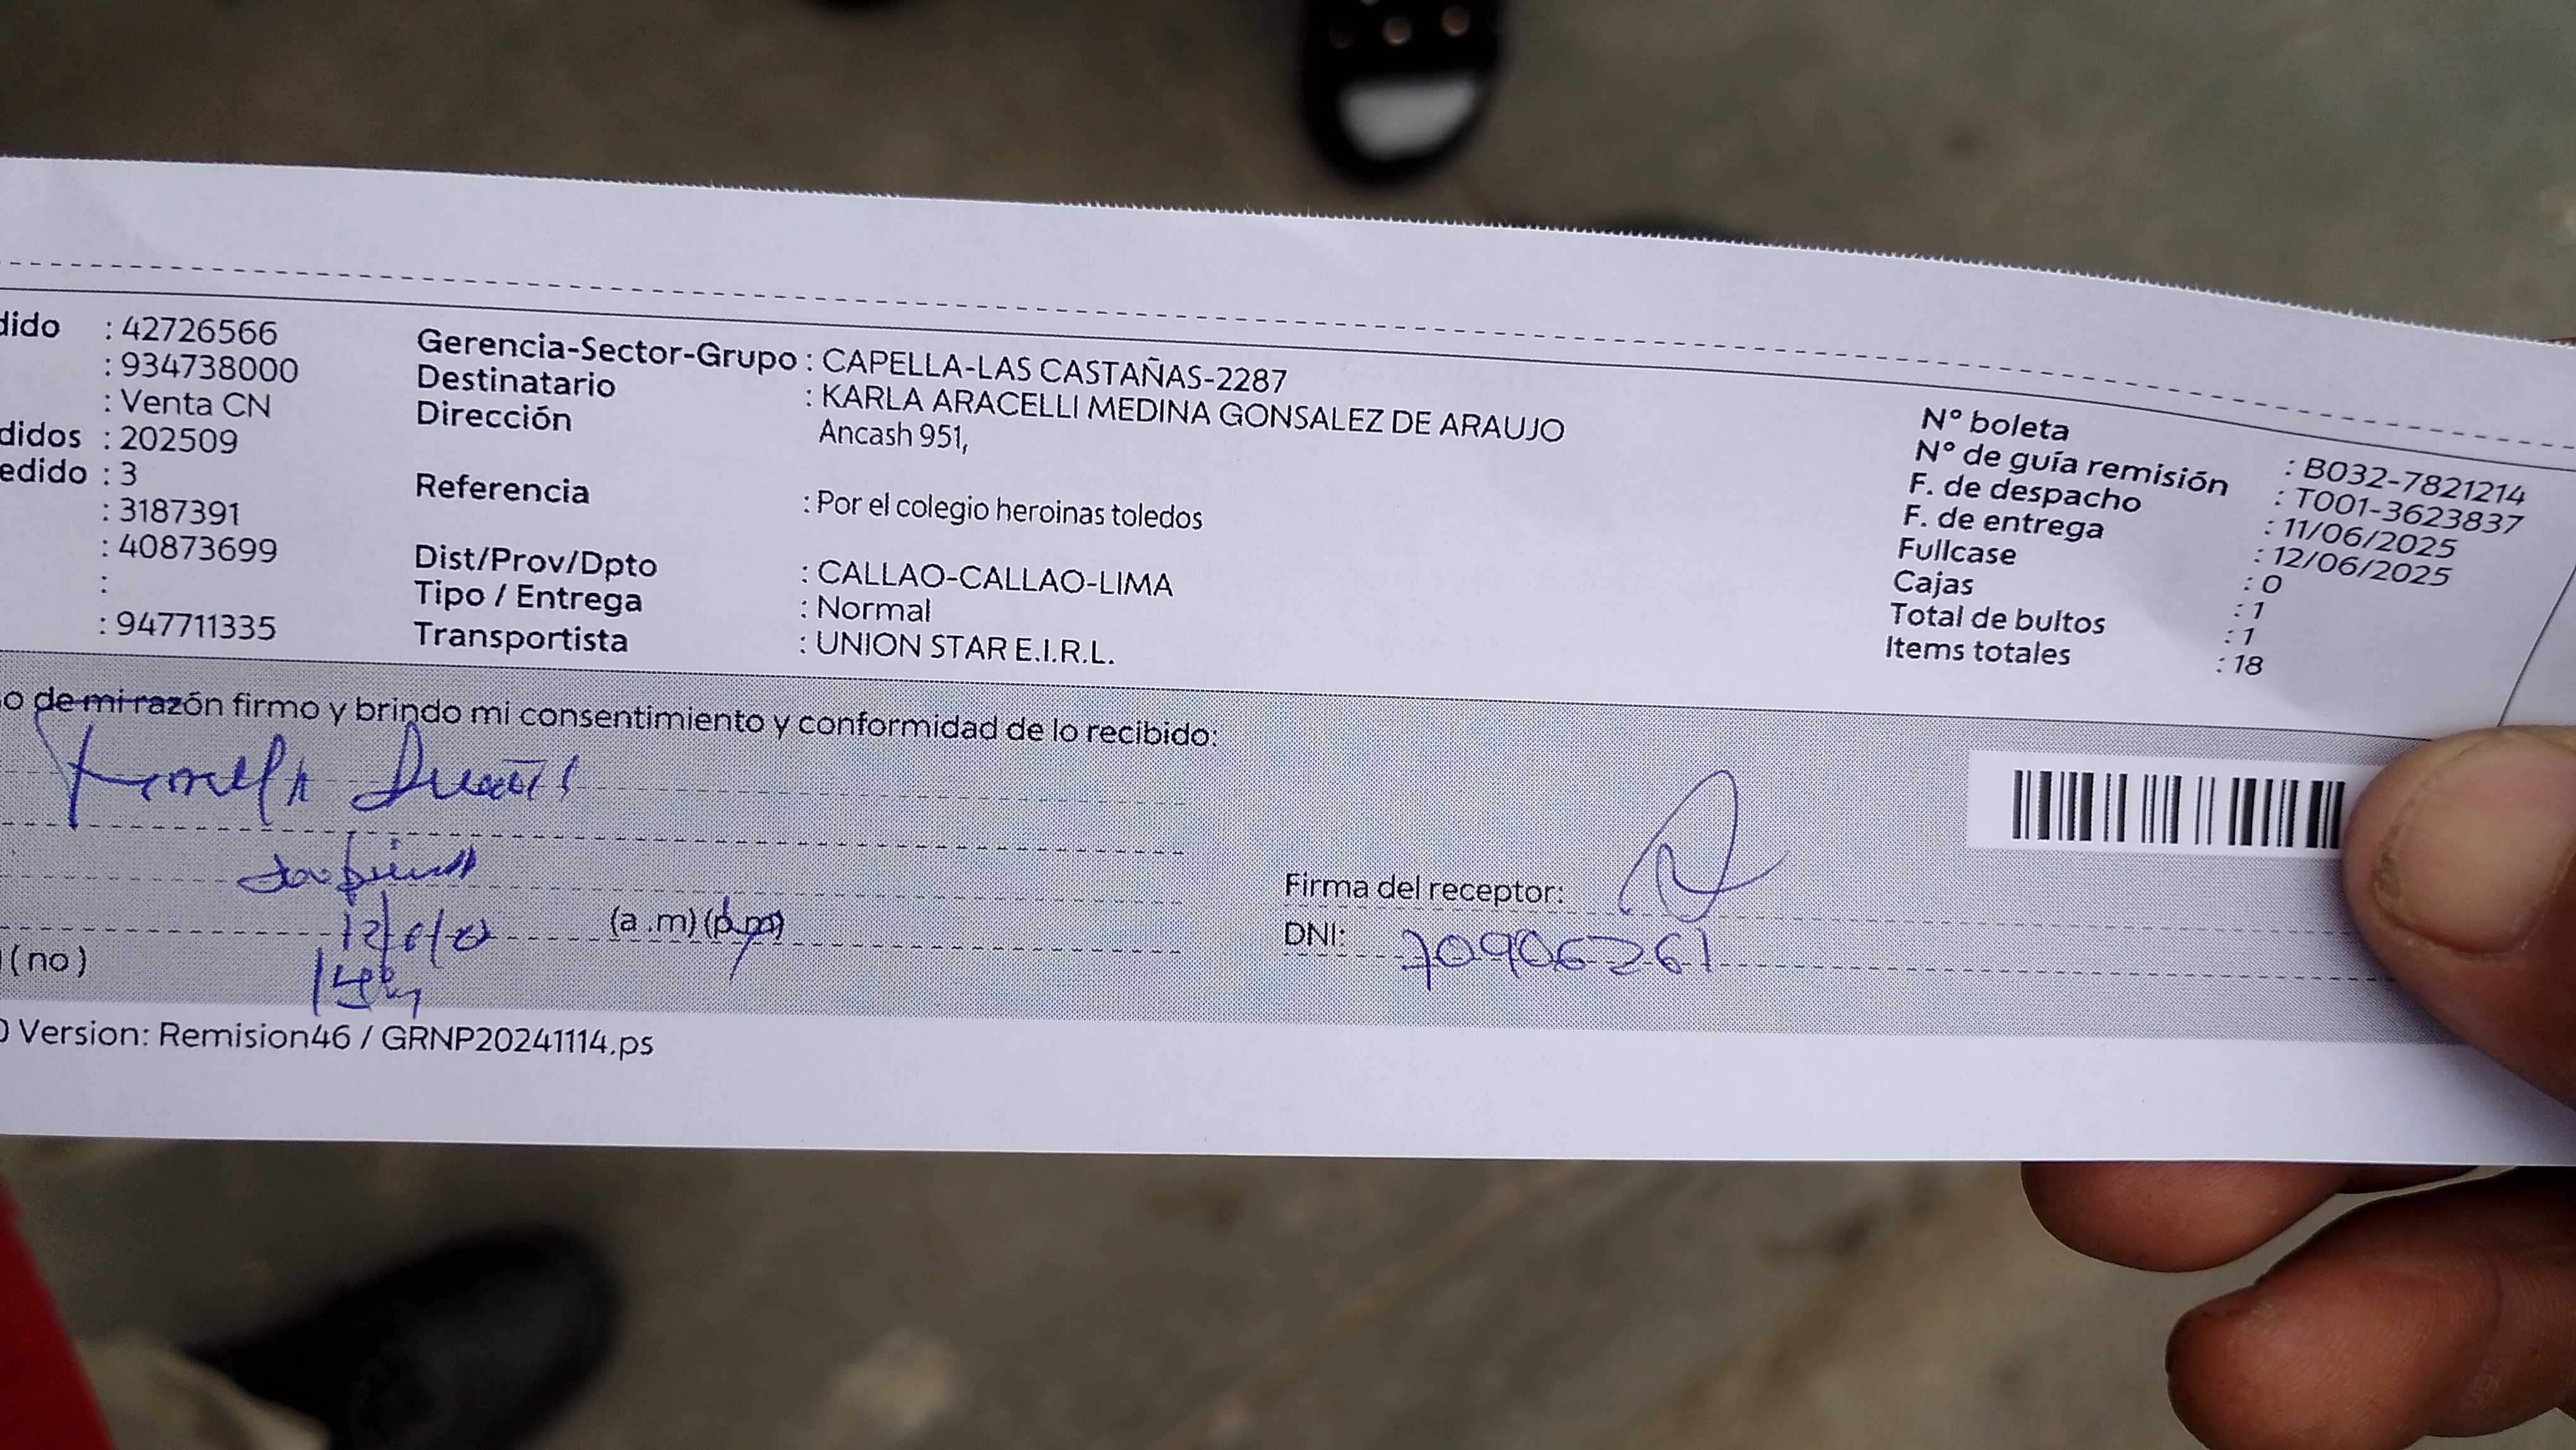 dido : 42726566
: 934738000
: Venta CN
didos : 202509
edido : 3
: 3187391
: 40873699
:
: 947711335
Gerencia-Sector-Grupo : CAPELLA-LAS CASTAÑAS-2287
Destinatario : KARLA ARACELLI MEDINA GONSALEZ DE ARAUJO
Dirección Ancash 951,
Referencia : Por el colegio heroinas toledos
Dist/Prov/Dpto : CALLAO-CALLAO-LIMA
Tipo / Entrega : Normal
Transportista : UNION STAR E.I.R.L.
Nº boleta : B032-7821214
Nº de guía remisión : T001-3623837
F. de despacho : 11/06/2025
F. de entrega : 12/06/2025
Fullcase : 0
Cajas : 1
Total de bultos : 1
Items totales : 18
o de mi razón firmo y brindo mi consentimiento y conformidad de lo recibido:
(a.m) (p.m)
(no)
Firma del receptor:
DNI: 70906261
Version: Remision46 / GRNP20241114.ps